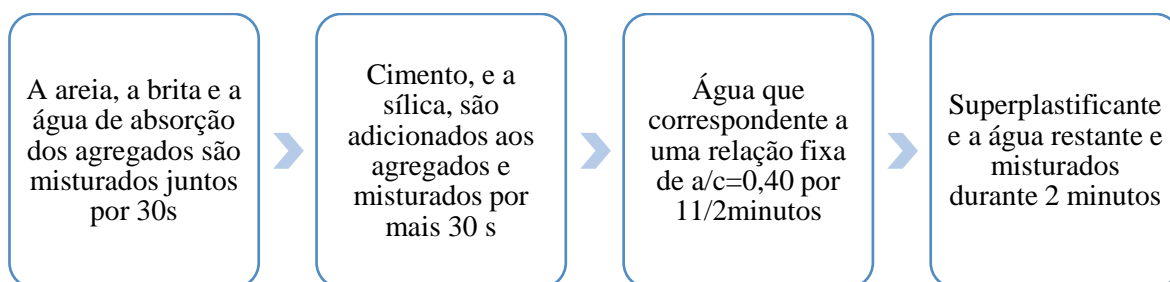 A areia, a brita e a
água de absorção
dos agregados são
misturados juntos
por 30s
Cimento, e a
sílica, são
adicionados aos
agregados e
misturados por
mais 30 s
Água que
correspondente a
uma relação fixa
de a/c=0,40 por
11/2minutos
Superplastificante
e a água restante e
misturados
durante 2 minutos